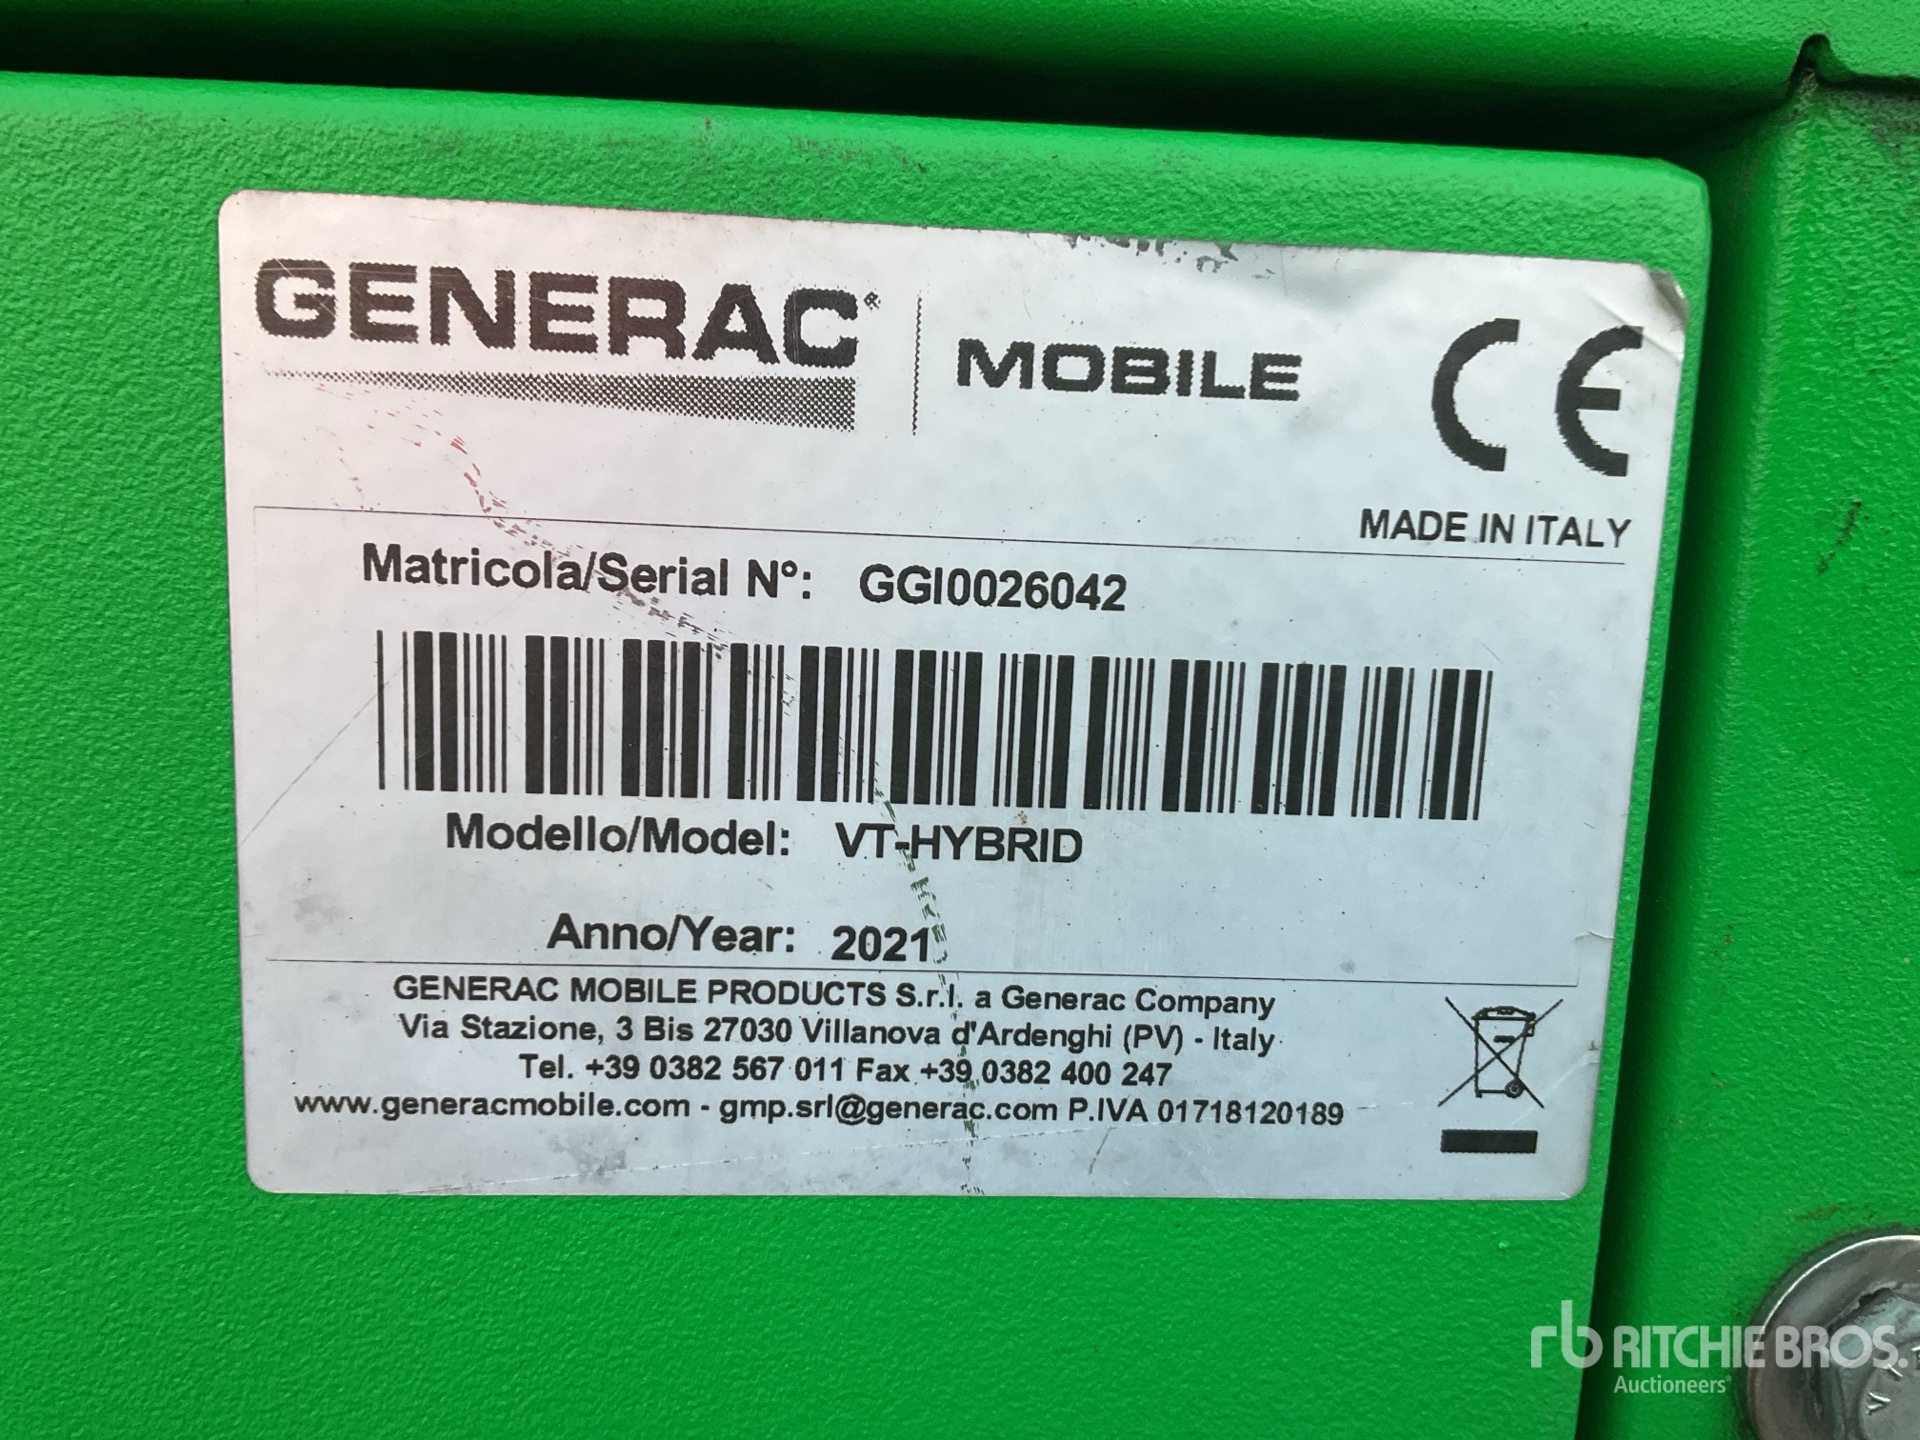 GENERAC® MOBILE CE
MADE IN ITALY
Matricola/Serial N°: GGI0026042
Modello/Model: VT-HYBRID
Anno/Year: 2021
GENERAC MOBILE PRODUCTS S.r.l. a Generac Company
Via Stazione, 3 Bis 27030 Villanova d'Ardenghi (PV) - Italy
Tel. +39 0382 567 011 Fax +39 0382 400 247
www.generacmobile.com - gmp.srl@generac.com P.IVA 01718120189
rb RITCHIE BROS.
Auctioneers